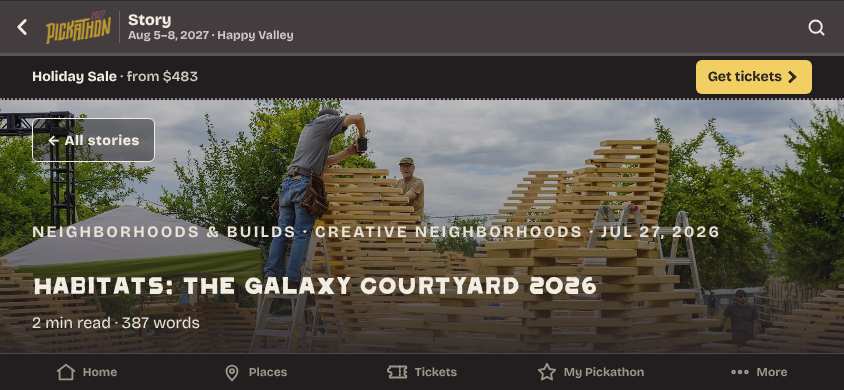 PICKATHON
Story
Aug 5–8, 2027 · Happy Valley
Holiday Sale · from $483
Get tickets
← All stories
NEIGHBORHOODS & BUILDS · CREATIVE NEIGHBORHOODS · JUL 27, 2026
HABITATS: THE GALAXY COURTYARD 2026
2 min read · 387 words
Home
Places
Tickets
My Pickathon
More